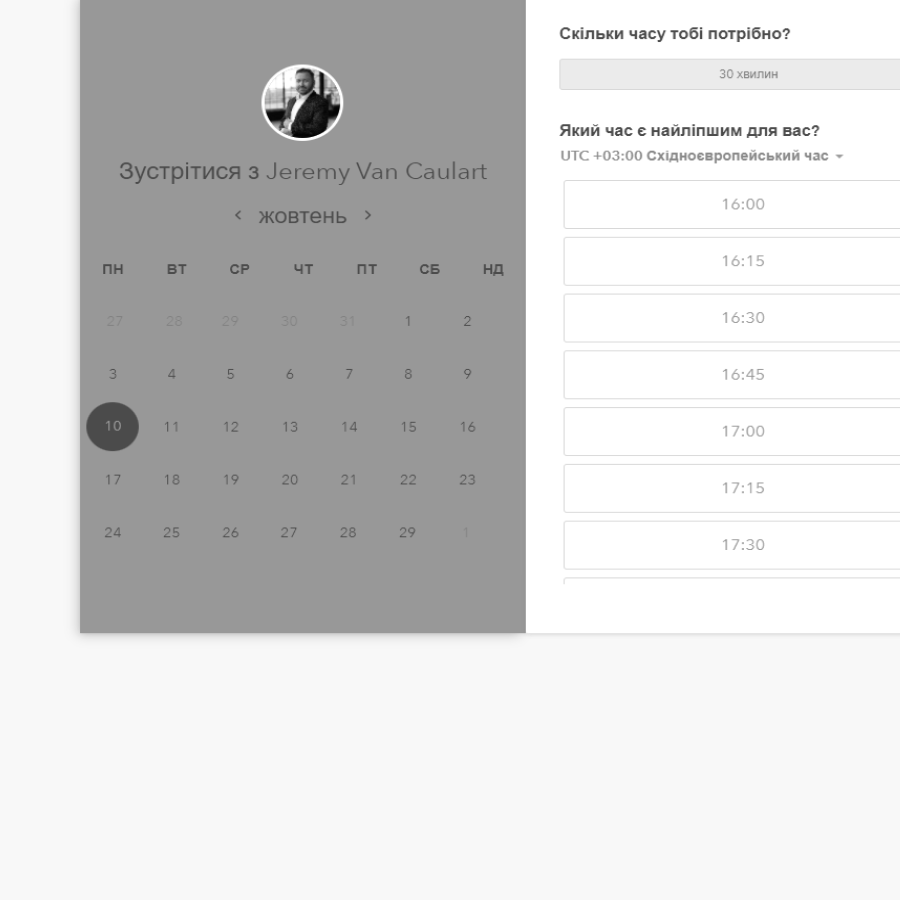 Зустрітися з Jeremy Van Caulart
жовтень
ПН ВТ СР ЧТ ПТ СБ НД
27 28 29 30 31 1 2
3 4 5 6 7 8 9
10 11 12 13 14 15 16
17 18 19 20 21 22 23
24 25 26 27 28 29 1
Скільки часу тобі потрібно?
30 хвилин
Який час є найліпшим для вас?
UTC +03:00 Східноєвропейський час
16:00
16:15
16:30
16:45
17:00
17:15
17:30